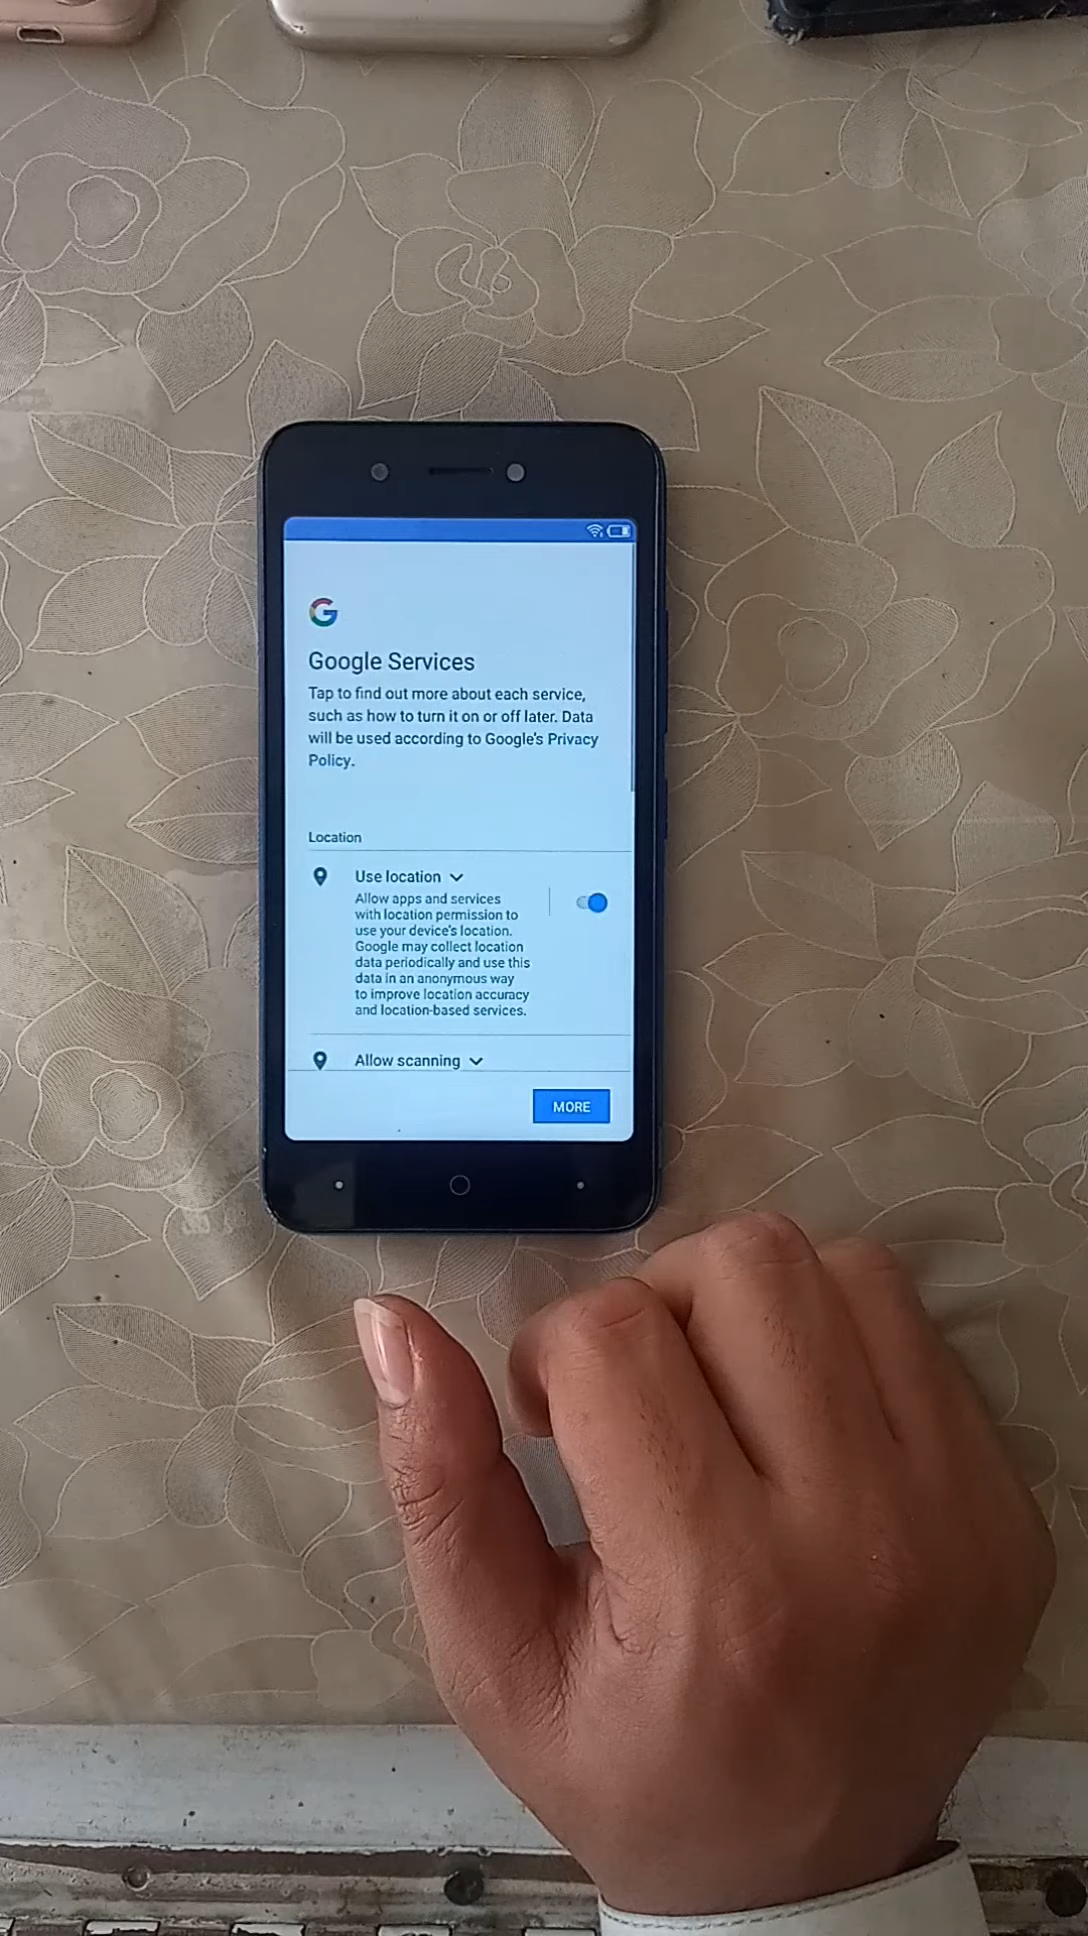 Google Services
Tap to find out more about each service,
such as how to turn it on or off later. Data
will be used according to Google's Privacy
Policy.
Location
Use location
Allow apps and services
with location permission to
use your device's location.
Google may collect location
data periodically and use this
data in an anonymous way
to improve location accuracy
and location-based services.
Allow scanning
MORE